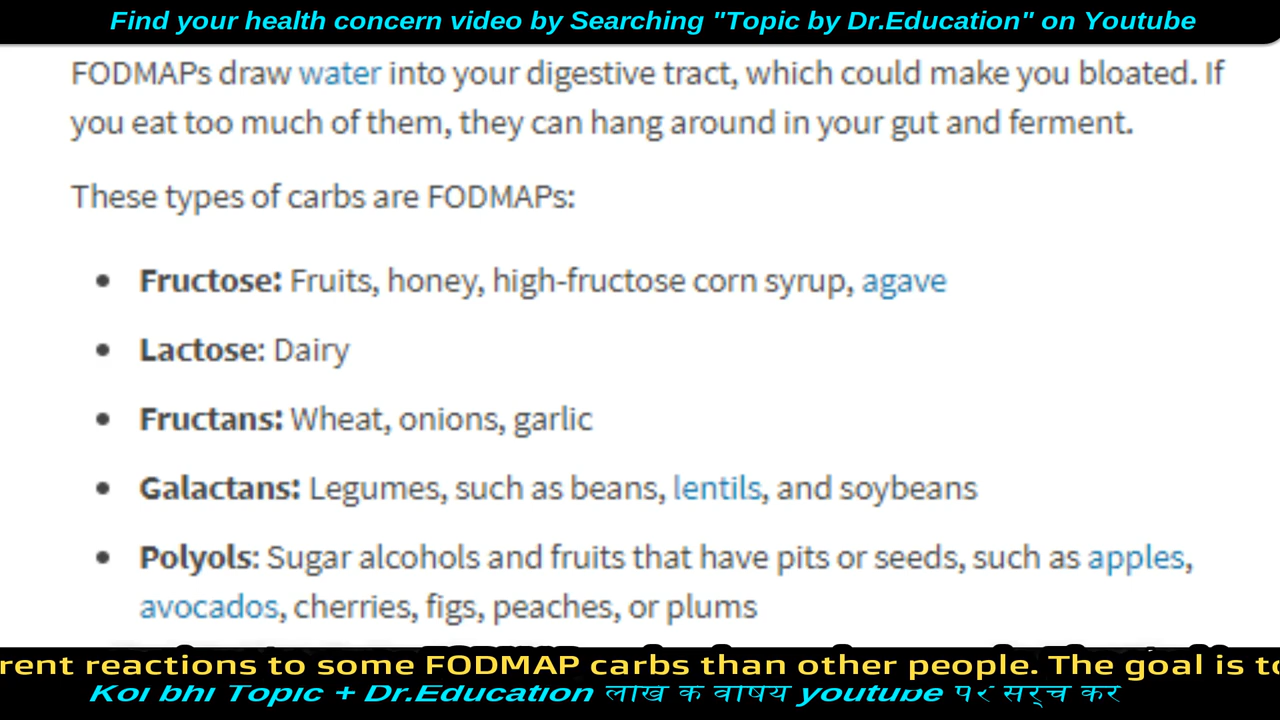 Find your health concern video by Searching "Topic by Dr.Education" on Youtube
FODMAPs draw water into your digestive tract, which could make you bloated. If
you eat too much of them, they can hang around in your gut and ferment.
These types of carbs are FODMAPs:
• Fructose: Fruits, honey, high-fructose corn syrup, agave
• Lactose: Dairy
• Fructans: Wheat, onions, garlic
• Galactans: Legumes, such as beans, lentils, and soybeans
• Polyols: Sugar alcohols and fruits that have pits or seeds, such as apples,
avocados, cherries, figs, peaches, or plums
rent reactions to some FODMAP carbs than other people. The goal is to
Koi bhi Topic + Dr.Education youtube पर सर्च कर